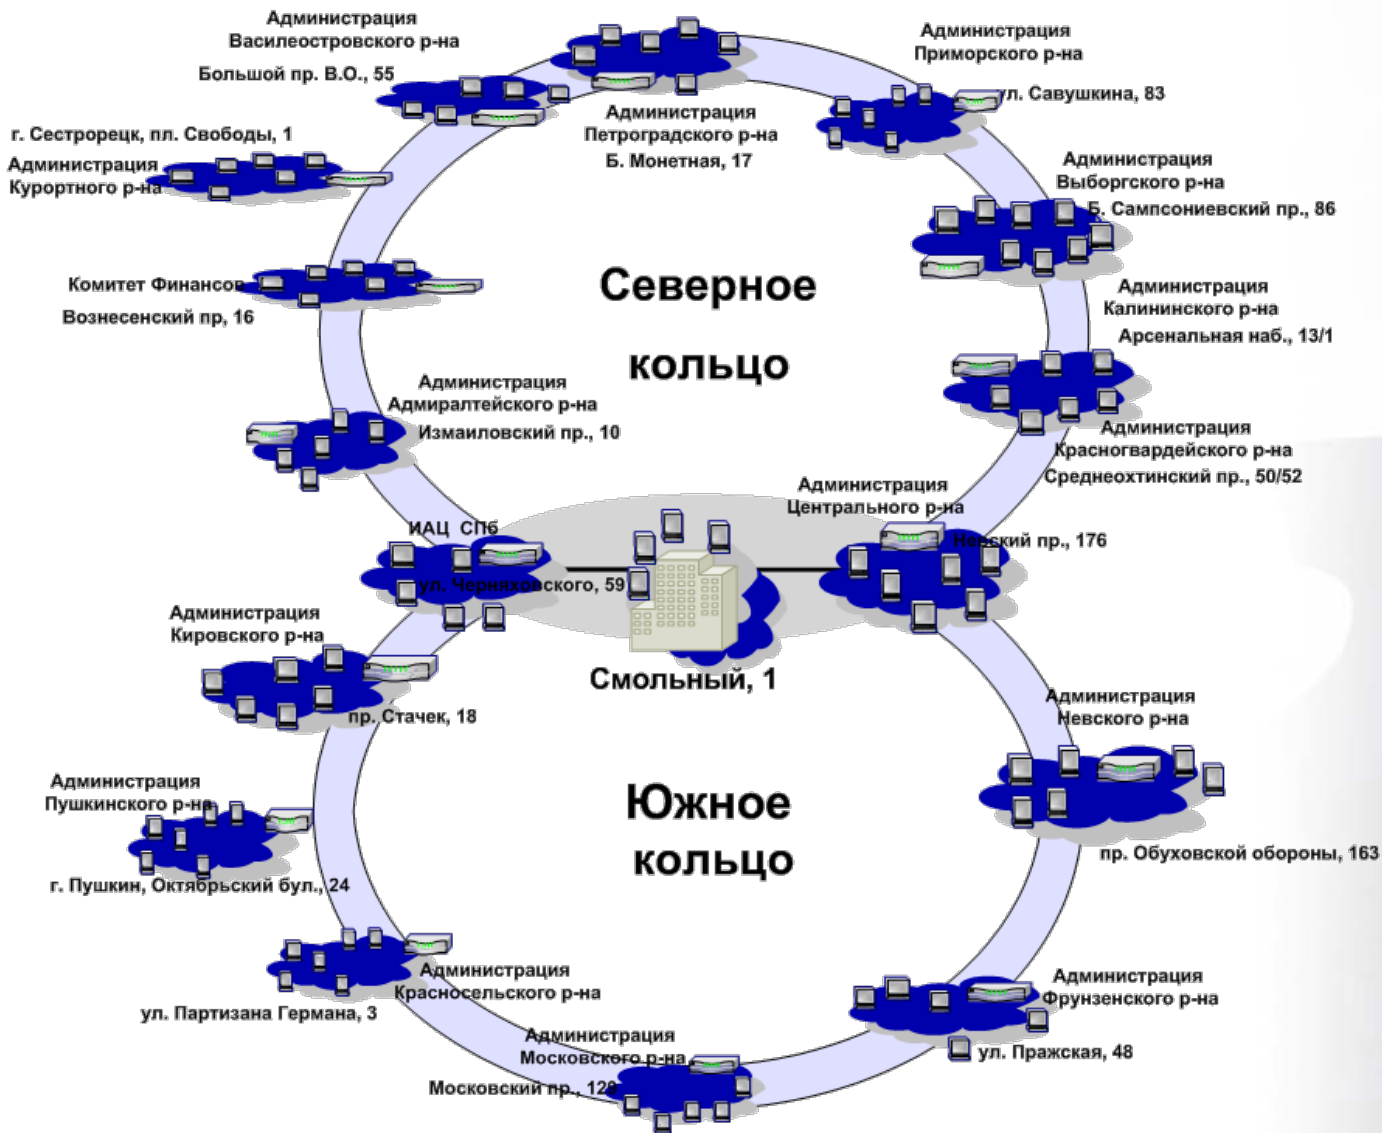 Администрация
Василеостровского р-на
Большой пр. В.О., 55
Администрация
Петроградского р-на
Б. Монетная, 17
Администрация
Приморского р-на
ул. Савушкина, 83
г. Сестрорецк, пл. Свободы, 1
Администрация
Курортного р-на
Администрация
Выборгского р-на
Б. Сампсониевский пр., 86
Комитет Финансов
Вознесенский пр, 16
Северное
кольцо
Администрация
Калининского р-на
Арсенальная наб., 13/1
Администрация
Адмиралтейского р-на
Измаиловский пр., 10
Администрация
Красногвардейского р-на
Среднеохтинский пр., 50/52
Администрация
Центрального р-на
Невский пр., 176
ИАЦ СПб
ул. Черняховского, 59
Смольный, 1
Администрация
Кировского р-на
пр. Стачек, 18
Администрация
Невского р-на
пр. Обуховской обороны, 163
Администрация
Пушкинского р-на
г. Пушкин, Октябрьский бул., 24
Южное
кольцо
Администрация
Красносельского р-на
ул. Партизана Германа, 3
Администрация
Фрунзенского р-на
ул. Пражская, 48
Администрация
Московского р-на
Московский пр., 129